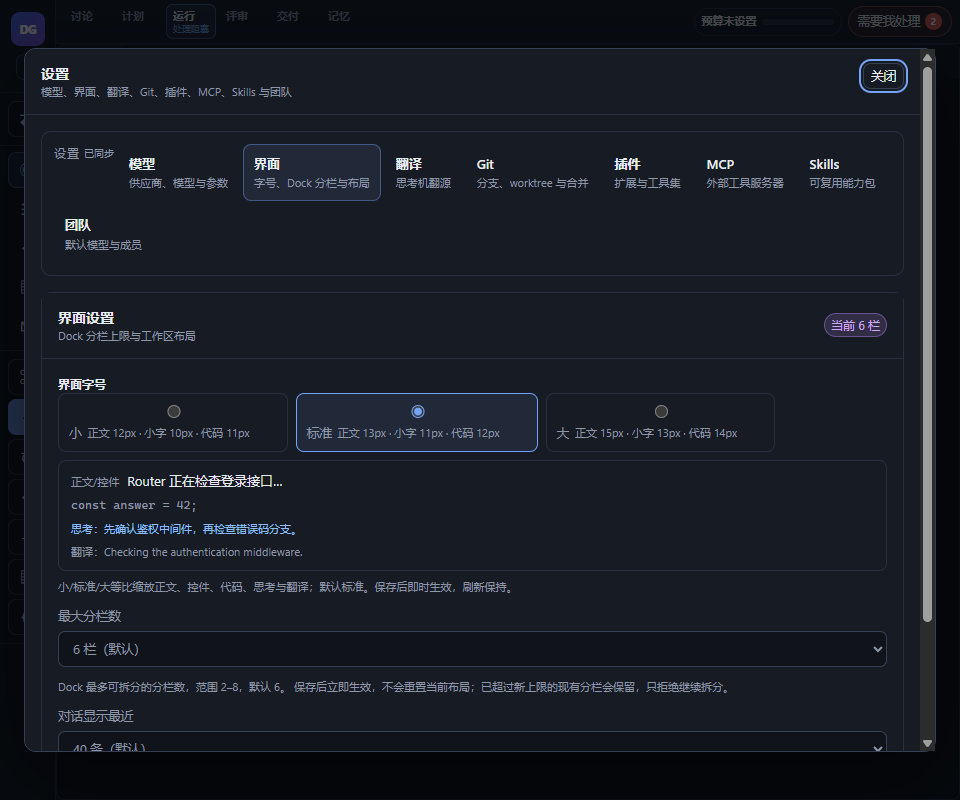 DG
讨论 计划 运行 评审 交付 记忆
处理阻塞
预算未设置
需要我处理 2
设置
模型、界面、翻译、Git、插件、MCP、Skills 与团队
关闭
设置 已同步
模型
供应商、模型与参数
界面
字号、Dock 分栏与布局
翻译
思考机翻源
Git
分支、worktree 与合并
插件
扩展与工具集
MCP
外部工具服务器
Skills
可复用能力包
团队
默认模型与成员
界面设置
Dock 分栏上限与工作区布局
当前 6 栏
界面字号
小 正文 12px · 小字 10px · 代码 11px
标准 正文 13px · 小字 11px · 代码 12px
大 正文 15px · 小字 13px · 代码 14px
正文/控件 Router 正在检查登录接口...
const answer = 42;
思考：先确认鉴权中间件，再检查错误码分支。
翻译：Checking the authentication middleware.
小/标准/大等比缩放正文、控件、代码、思考与翻译；默认标准。保存后即时生效，刷新保持。
最大分栏数
6 栏（默认）
Dock 最多可拆分的分栏数，范围 2–8，默认 6。 保存后立即生效，不会重置当前布局；已超过新上限的现有分栏会保留，只拒绝继续拆分。
对话显示最近
40 条（默认）